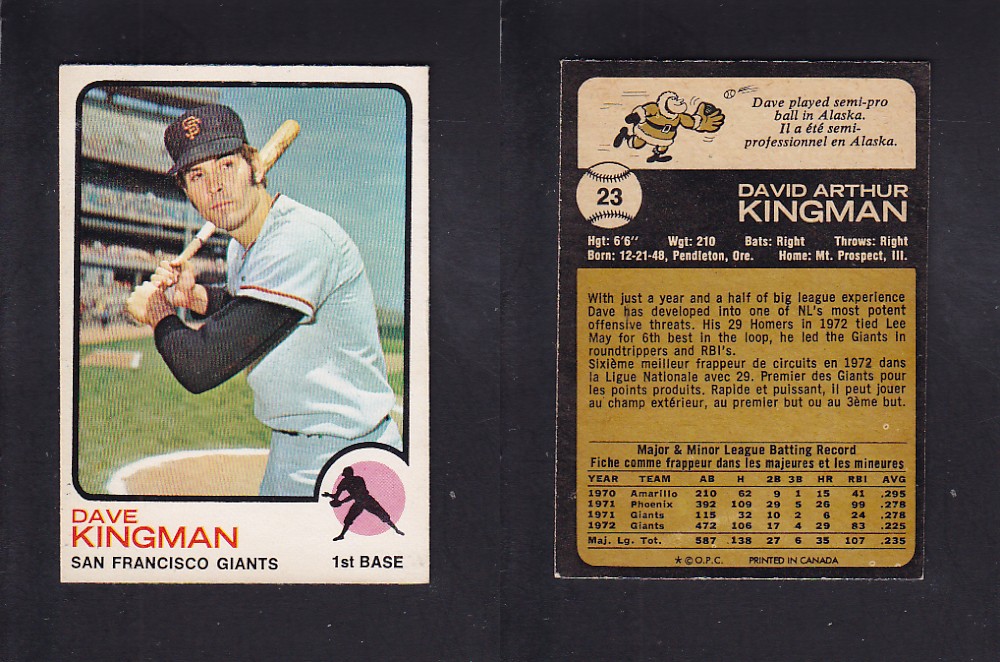 SF
DAVE
KINGMAN
SAN FRANCISCO GIANTS
1st BASE
Dave played semi-pro
ball in Alaska.
Il a été semi-
professionnel en Alaska.
23
DAVID ARTHUR
KINGMAN
Hgt: 6'6" Wgt: 210 Bats: Right Throws: Right
Born: 12-21-48, Pendleton, Ore. Home: Mt. Prospect, Ill.
With just a year and a half of big league experience
Dave has developed into one of NL's most potent
offensive threats. His 29 Homers in 1972 tied Lee
May for 6th best in the loop, he led the Giants in
roundtrippers and RBI's.
Sixième meilleur frappeur de circuits en 1972 dans
la Ligue Nationale avec 29. Premier des Giants pour
les points produits. Rapide et puissant, il peut jouer
au champ extérieur, au premier but ou au 3ème but.
Major & Minor League Batting Record
Fiche comme frappeur dans les majeures et les mineures
YEAR TEAM AB H 2B 3B HR RBI AVG
1970 Amarillo 210 62 9 1 15 41 .295
1971 Phoenix 392 109 29 5 26 99 .278
1971 Giants 115 32 10 2 6 24 .278
1972 Giants 472 106 17 4 29 83 .225
Maj. Lg. Tot. 587 138 27 6 35 107 .235
* © O.P.C. PRINTED IN CANADA